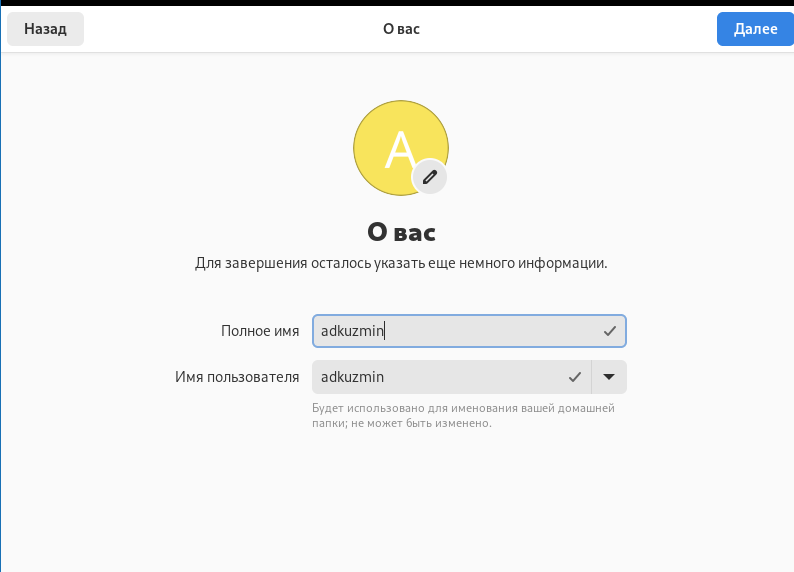 Назад
О вас
Далее
A
О вас
Для завершения осталось указать еще немного информации.
Полное имя
adkuzmin
Имя пользователя
adkuzmin
Будет использовано для именования вашей домашней
папки; не может быть изменено.